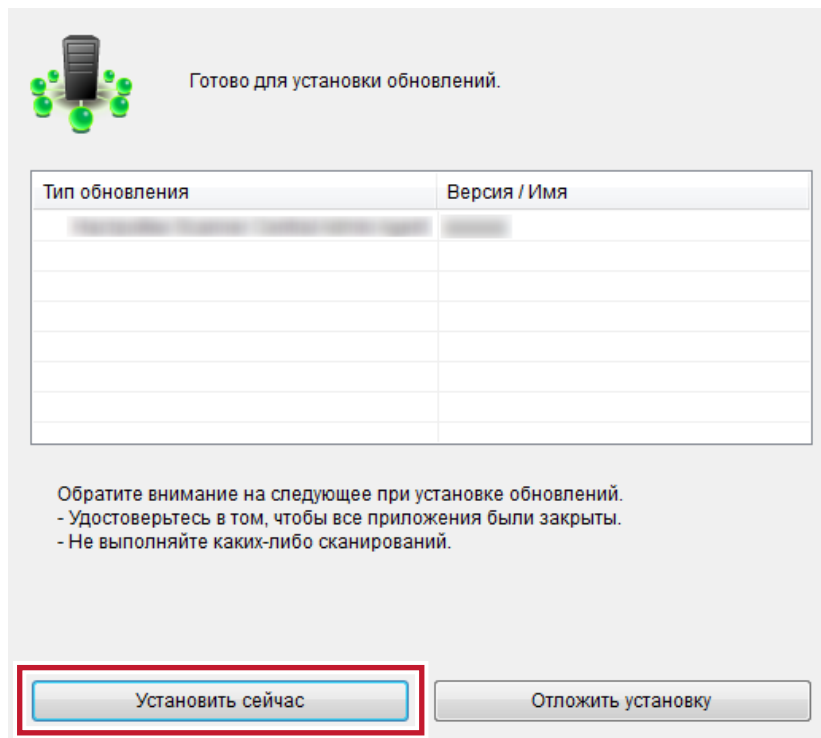 Готово для установки обновлений.
Тип обновления
Версия / Имя
Обратите внимание на следующее при установке обновлений.
- Удостоверьтесь в том, чтобы все приложения были закрыты.
- Не выполняйте каких-либо сканирований.
Установить сейчас
Отложить установку